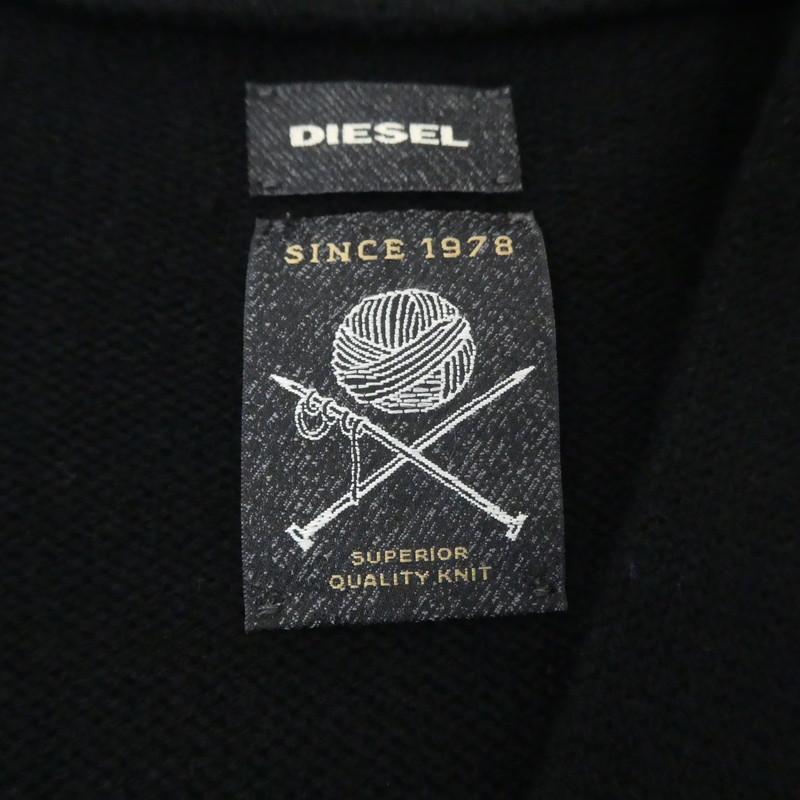 DIESEL
SINCE 1978
SUPERIOR
QUALITY KNIT